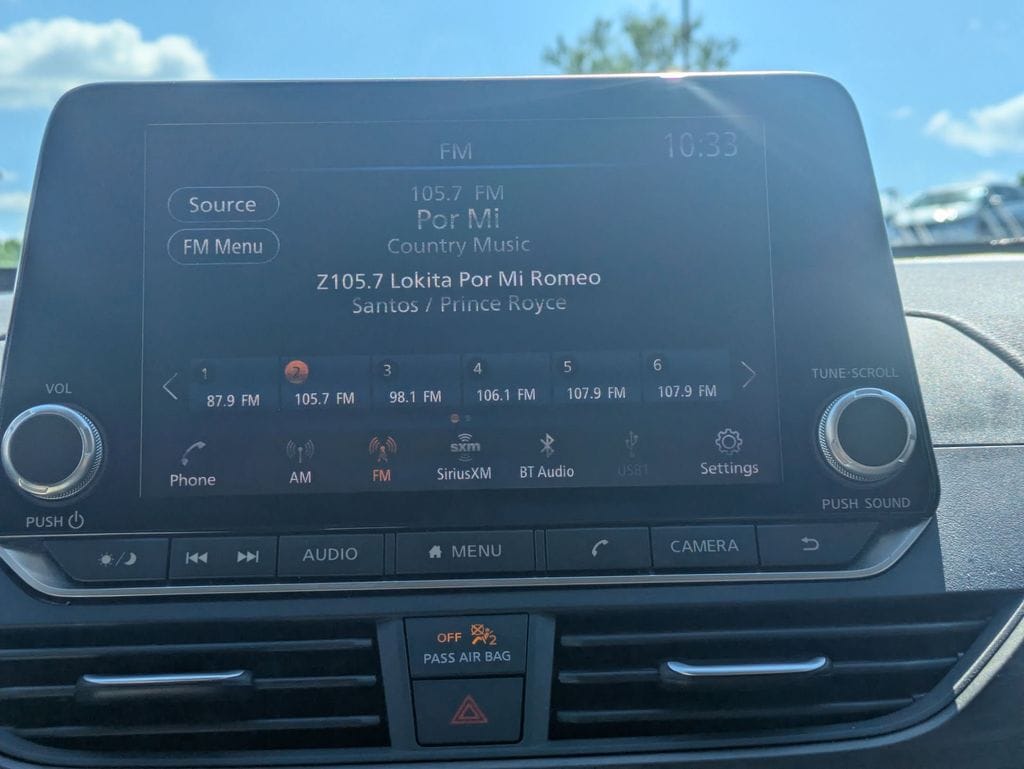 FM
10:33
Source
105.7 FM
Por Mi
FM Menu
Country Music
Z105.7 Lokita Por Mi Romeo
Santos / Prince Royce
1 2 3 4 5 6
87.9 FM 105.7 FM 98.1 FM 106.1 FM 107.9 FM 107.9 FM
VOL
TUNE·SCROLL
sxm
Phone AM FM SiriusXM BT Audio USB1 Settings
PUSH
PUSH SOUND
AUDIO MENU CAMERA
OFF 2
PASS AIR BAG